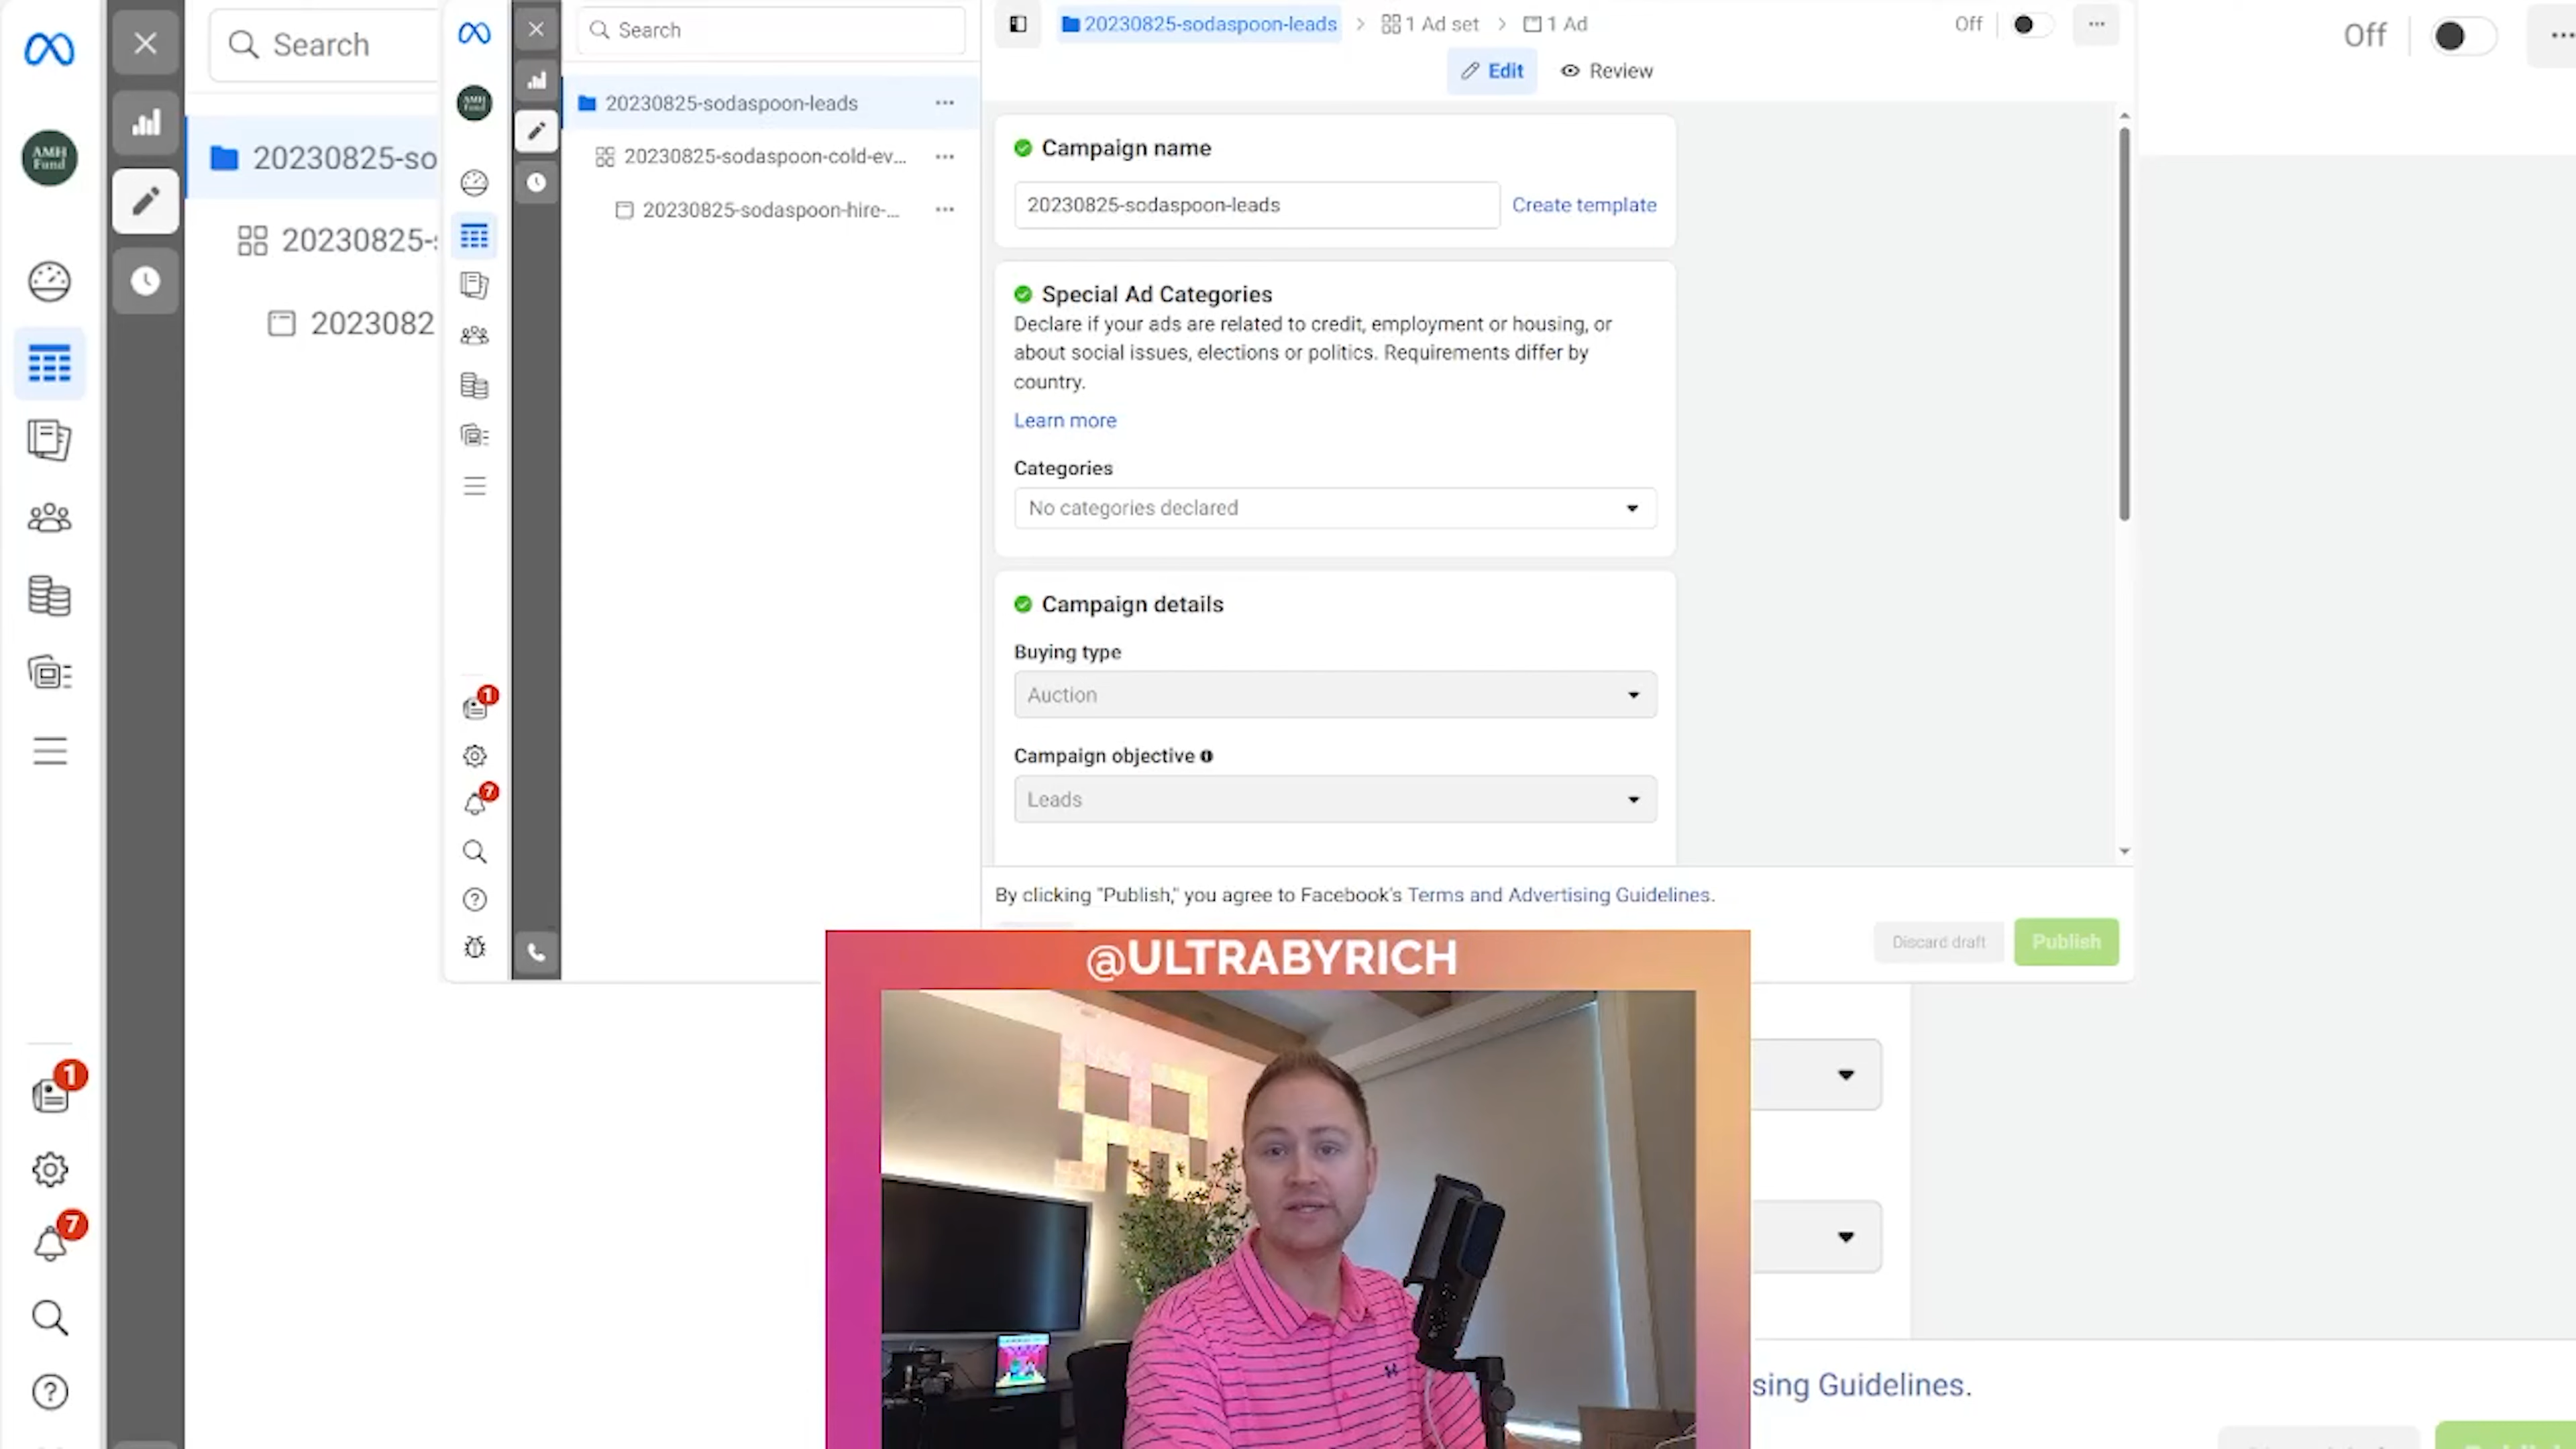 Search
Off
AMH
Fund
20230825-so
20230825-
2023082
1
7
AMH
Fund
Search
20230825-sodaspoon-leads
20230825-sodaspoon-cold-ev...
20230825-sodaspoon-hire-...
1
7
20230825-sodaspoon-leads
1 Ad set
1 Ad
Off
Edit
Review
Campaign name
20230825-sodaspoon-leads
Create template
Special Ad Categories
Declare if your ads are related to credit, employment or housing, or
about social issues, elections or politics. Requirements differ by
country.
Learn more
Categories
No categories declared
Campaign details
Buying type
Auction
Campaign objective
Leads
By clicking "Publish," you agree to Facebook's Terms and Advertising Guidelines.
Discard draft
Publish
@ULTRABYRICH
sing Guidelines.